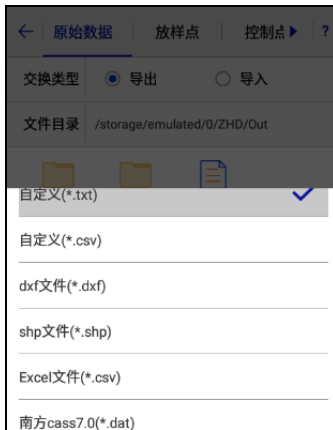 ← 原始数据 放样点 控制点 ?
交换类型 导出 导入
文件目录 /storage/emulated/0/ZHD/Out
自定义(*.txt)
自定义(*.csv)
dxf文件(*.dxf)
shp文件(*.shp)
Excel文件(*.csv)
南方cass7.0(*.dat)